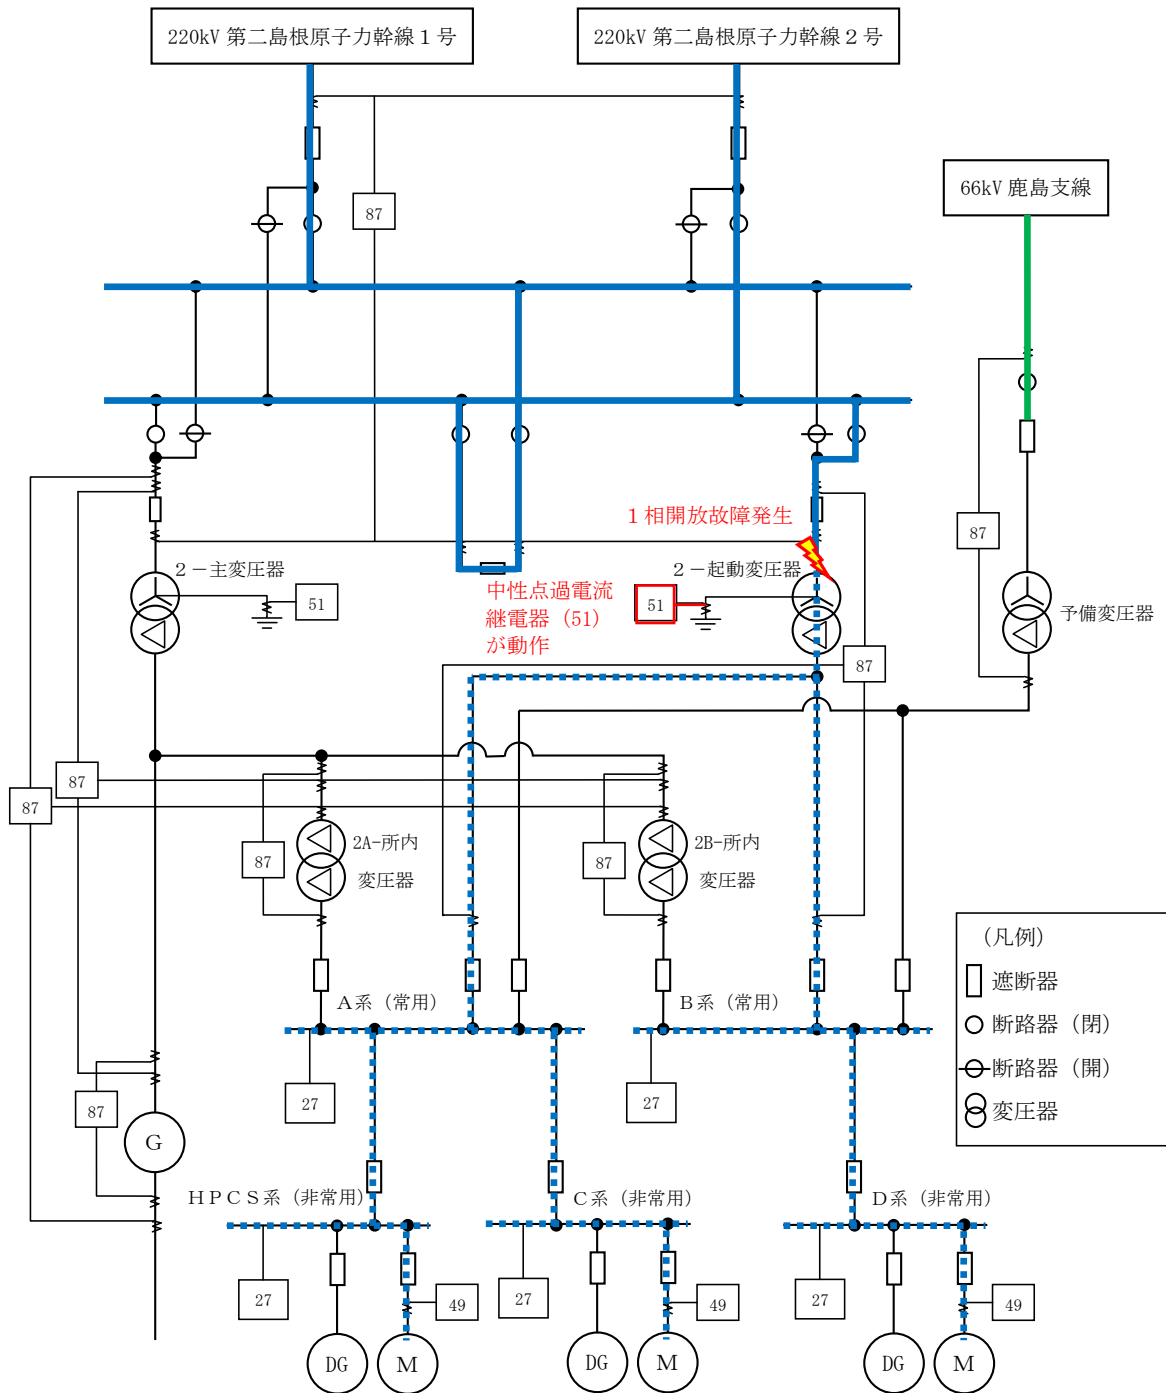 220kV 第二島根原子力幹線１号
220kV 第二島根原子力幹線２号
66kV 鹿島支線
87
87
１相開放故障発生
２－主変圧器
51
中性点過電流
継電器（51）
が動作
２－起動変圧器
51
予備変圧器
87
87
87
87
2A-所内
変圧器
87
2B-所内
変圧器
（凡例）
遮断器
断路器（閉）
断路器（開）
変圧器
Ａ系（常用）
Ｂ系（常用）
27
27
87
G
ＨＰＣＳ系（非常用）
Ｃ系（非常用）
Ｄ系（非常用）
27
49
27
49
27
49
DG
M
DG
M
DG
M